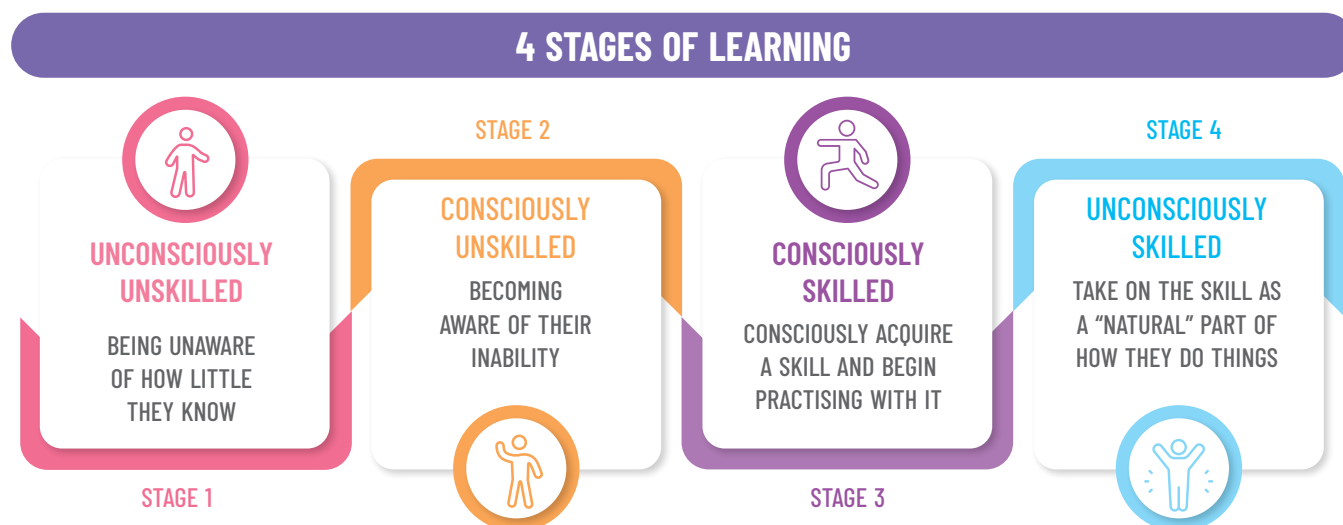 4 STAGES OF LEARNING
UNCONSCIOUSLY
UNSKILLED
BEING UNAWARE
OF HOW LITTLE
THEY KNOW
STAGE 1
STAGE 2
CONSCIOUSLY
UNSKILLED
BECOMING
AWARE OF THEIR
INABILITY
CONSCIOUSLY
SKILLED
CONSCIOUSLY ACQUIRE
A SKILL AND BEGIN
PRACTISING WITH IT
STAGE 3
STAGE 4
UNCONSCIOUSLY
SKILLED
TAKE ON THE SKILL AS
A “NATURAL” PART OF
HOW THEY DO THINGS